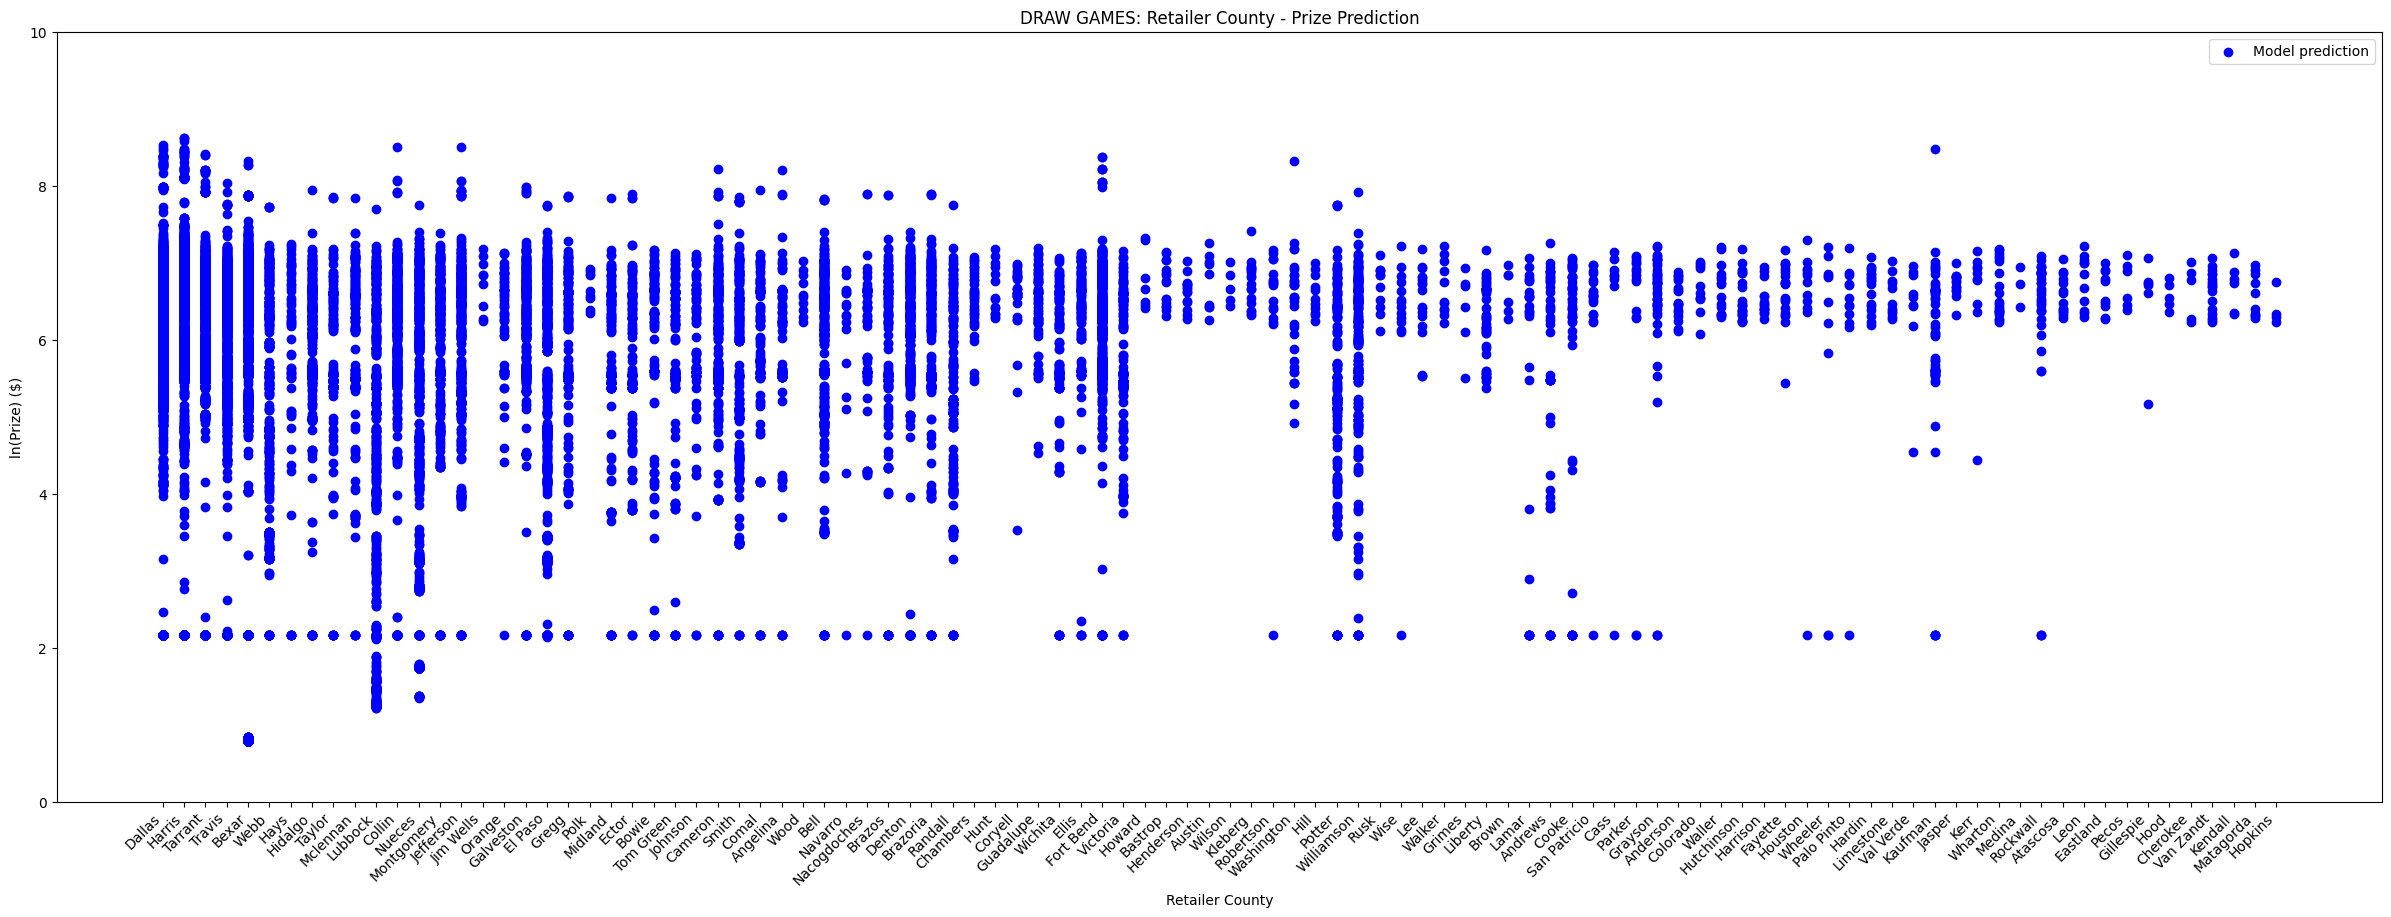 DRAW GAMES: Retailer County - Prize Prediction
Model prediction
10
8
6
4
2
0
ln(Prize) ($)
Dallas
Harris
Tarrant
Travis
Bexar
Webb
Hays
Hidalgo
Taylor
Mclennan
Lubbock
Collin
Nueces
Montgomery
Jefferson
Jim Wells
Orange
Galveston
El Paso
Gregg
Polk
Midland
Ector
Bowie
Tom Green
Johnson
Cameron
Smith
Comal
Angelina
Wood
Bell
Navarro
Nacogdoches
Brazos
Denton
Brazoria
Randall
Chambers
Hunt
Coryell
Guadalupe
Wichita
Ellis
Fort Bend
Victoria
Howard
Bastrop
Henderson
Austin
Wilson
Kleberg
Robertson
Washington
Hill
Potter
Williamson
Rusk
Wise
Lee
Walker
Grimes
Liberty
Brown
Lamar
Andrews
Cooke
San Patricio
Cass
Parker
Grayson
Anderson
Colorado
Waller
Hutchinson
Harrison
Fayette
Houston
Wheeler
Palo Pinto
Hardin
Limestone
Val Verde
Kaufman
Jasper
Kerr
Wharton
Medina
Rockwall
Atascosa
Leon
Eastland
Pecos
Gillespie
Hood
Cherokee
Van Zandt
Kendall
Matagorda
Hopkins
Retailer County